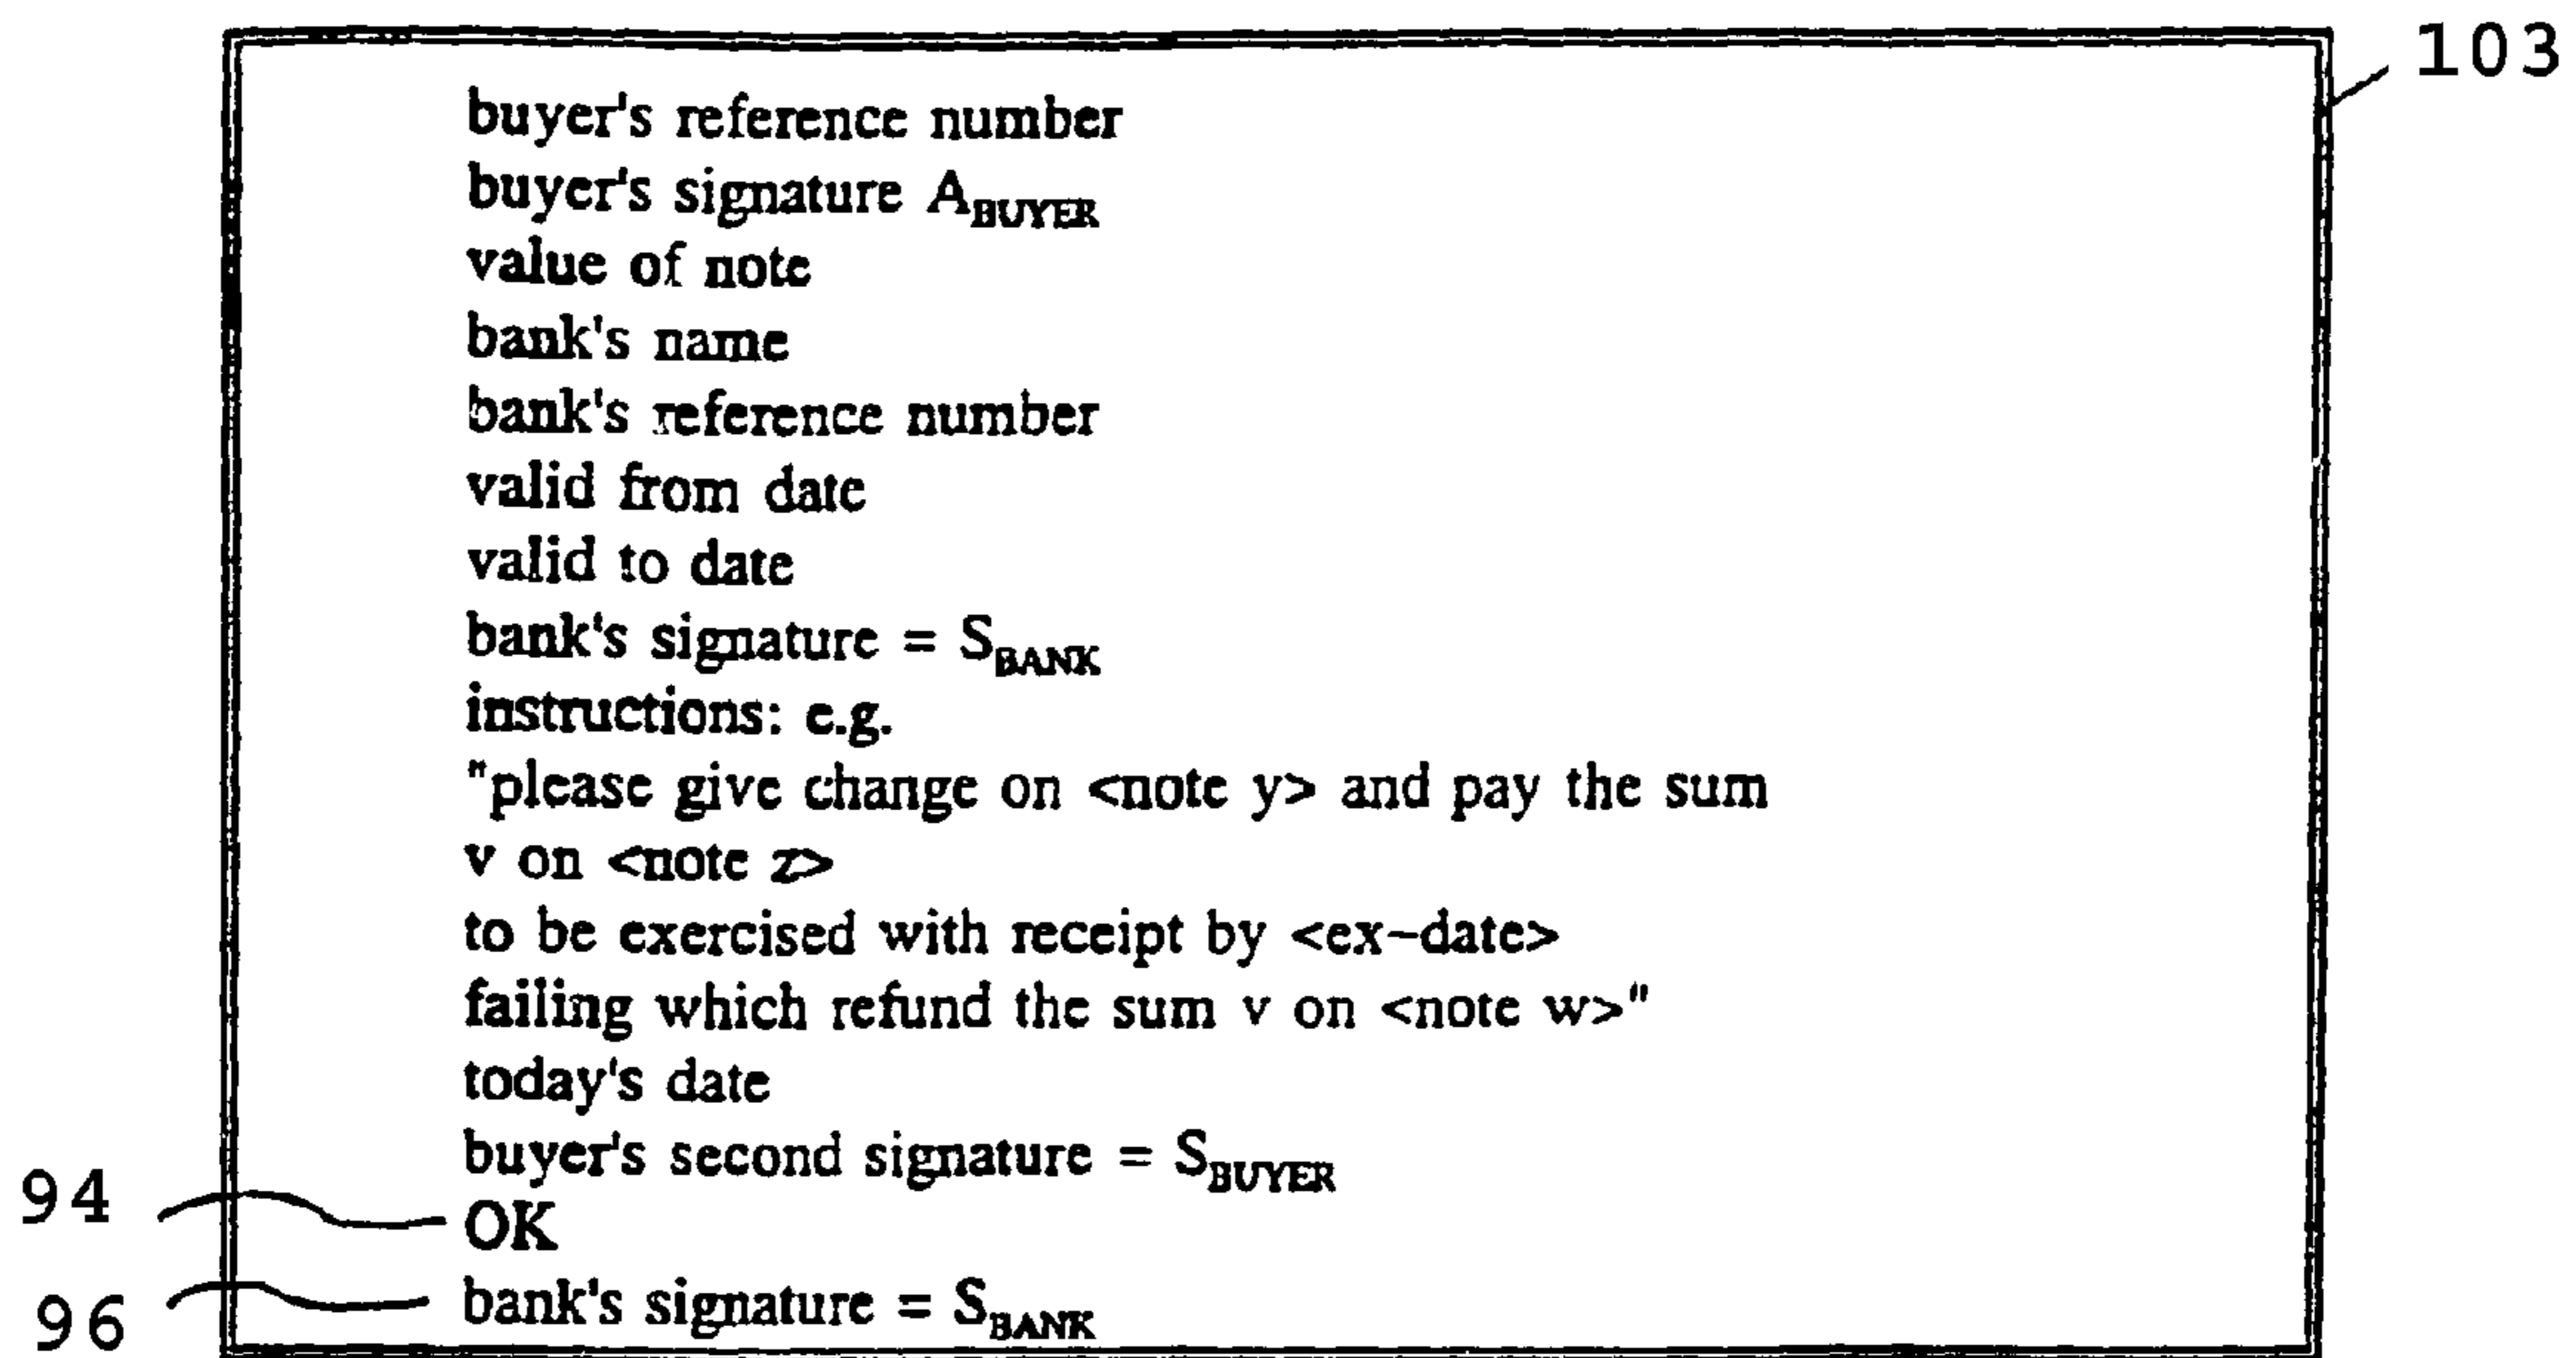 103
buyer's reference number
buyer's signature A_BUYER
value of note
bank's name
bank's reference number
valid from date
valid to date
bank's signature = S_BANK
instructions: e.g.
"please give change on <note y> and pay the sum
v on <note z>
to be exercised with receipt by <ex-date>
failing which refund the sum v on <note w>"
today's date
buyer's second signature = S_BUYER
94 OK
96 bank's signature = S_BANK